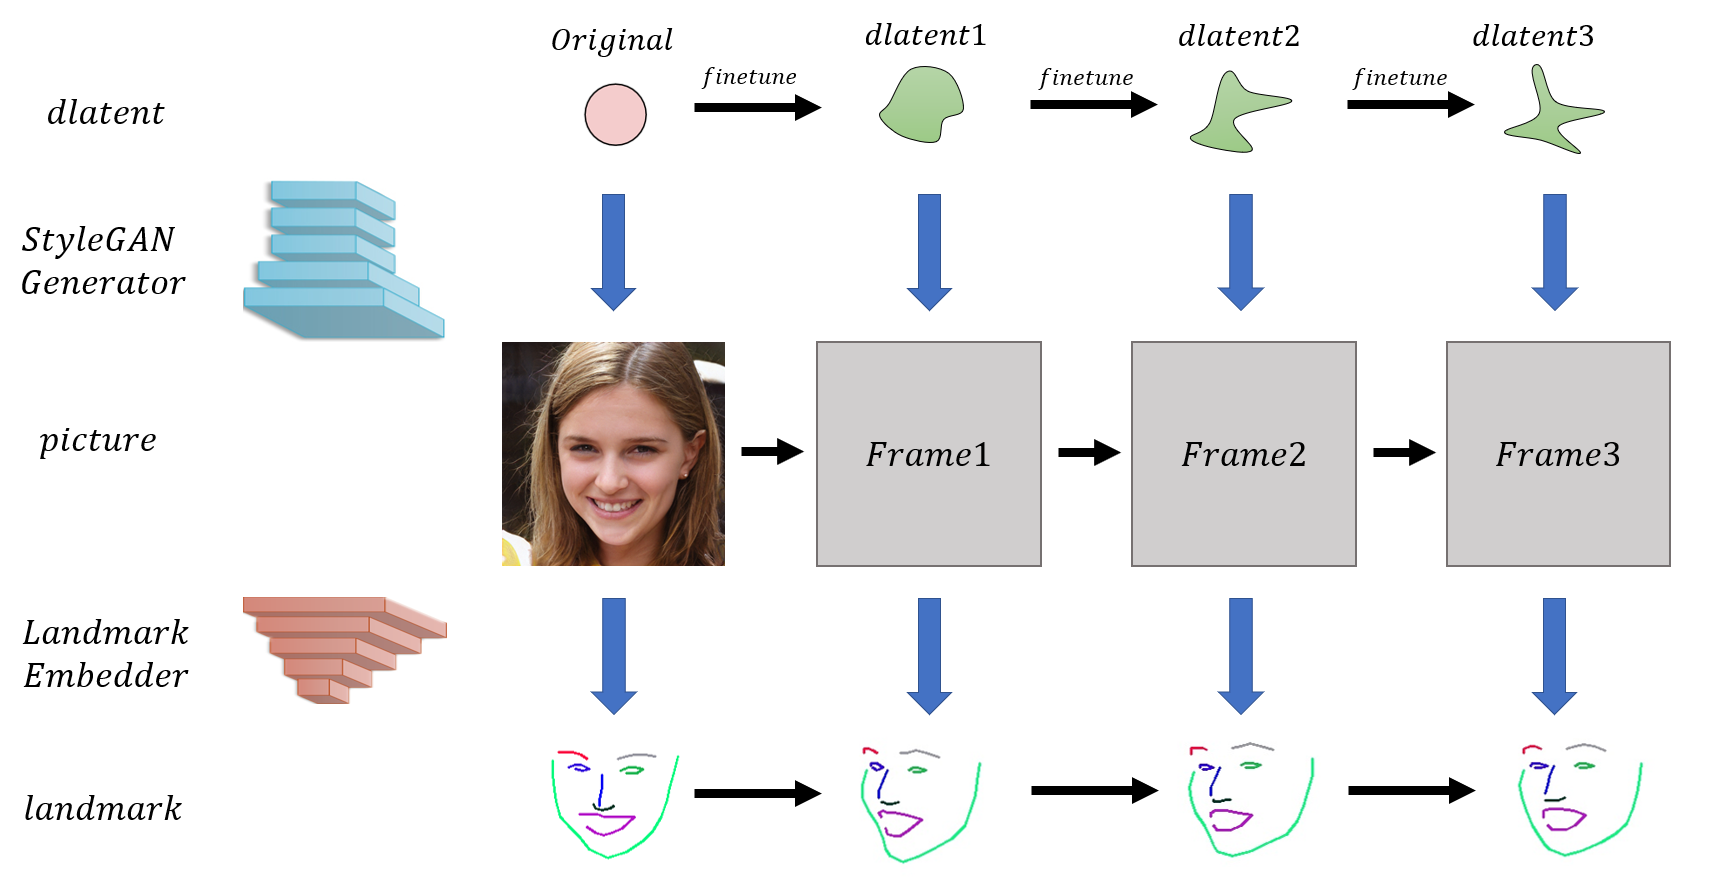 Original
dlatent1
dlatent2
dlatent3
finetune
finetune
finetune
dlatent
StyleGAN
Generator
picture
Frame1
Frame2
Frame3
Landmark
Embedder
landmark